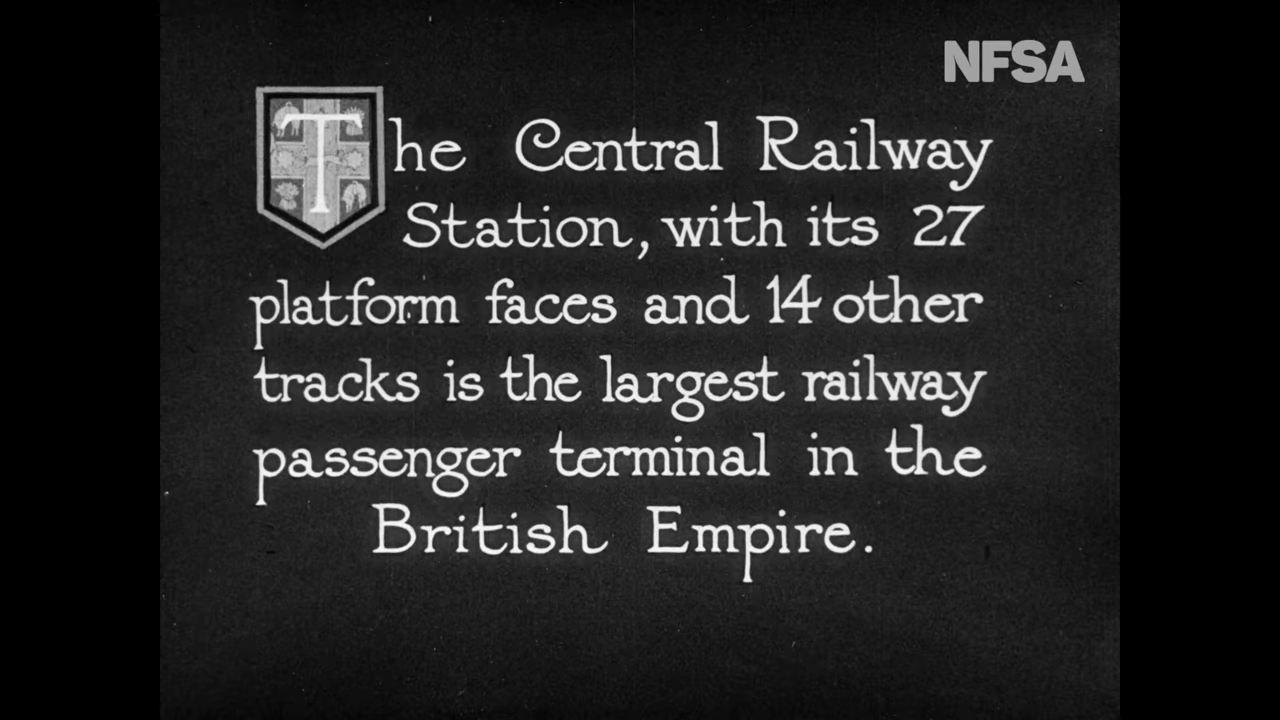 NFSA
The Central Railway
Station, with its 27
platform faces and 14 other
tracks is the largest railway
passenger terminal in the
British Empire.